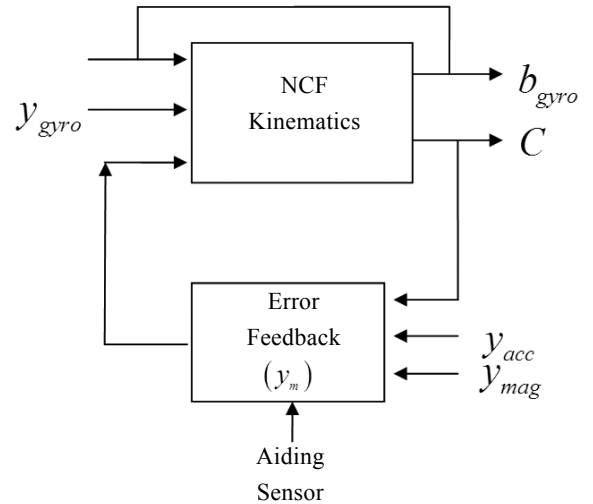 NCF
Kinematics
b_gyro
y_gyro
C
Error
Feedback
(y_m)
y_acc
y_mag
Aiding
Sensor